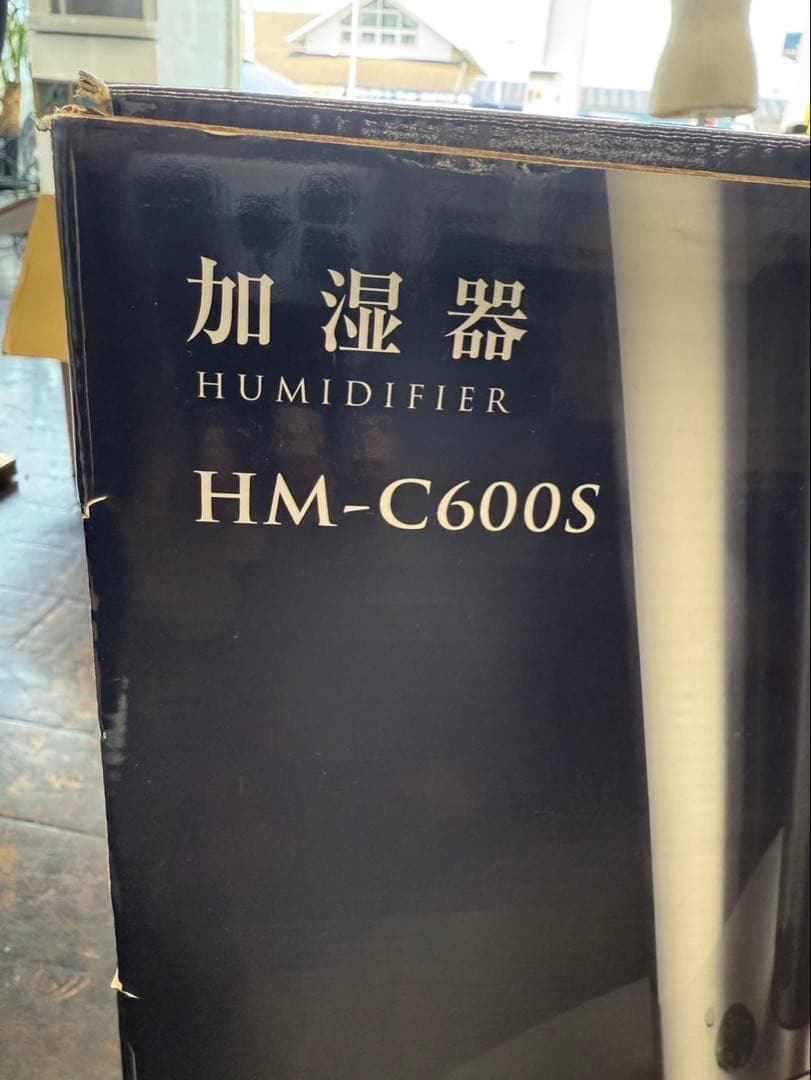 加湿器
HUMIDIFIER
HM-C600S